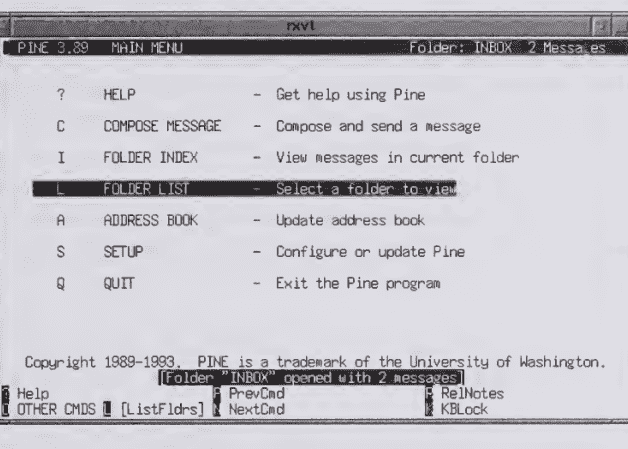 rxvt
PINE 3.89 MAIN MENU Folder: INBOX 2 Messages
? HELP - Get help using Pine
C COMPOSE MESSAGE - Compose and send a message
I FOLDER INDEX - View messages in current folder
L FOLDER LIST - Select a folder to view
A ADDRESS BOOK - Update address book
S SETUP - Configure or update Pine
Q QUIT - Exit the Pine program
Copyright 1989-1993. PINE is a trademark of the University of Washington.
[Folder "INBOX" opened with 2 messages]
Help P PrevCmd R RelNotes
O OTHER CMDS L [ListFldrs] N NextCmd K KBLock